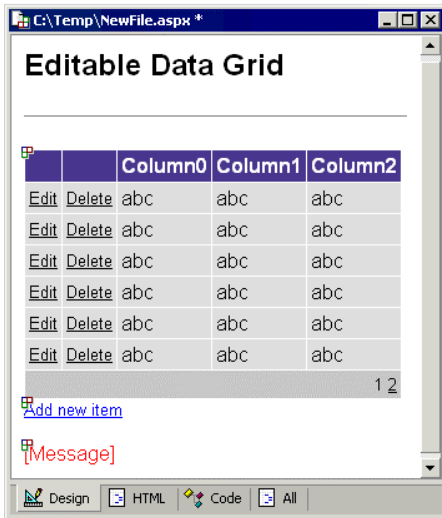 C:\Temp\NewFile.aspx *
Editable Data Grid
Column0 Column1 Column2
Edit Delete abc abc abc
Edit Delete abc abc abc
Edit Delete abc abc abc
Edit Delete abc abc abc
Edit Delete abc abc abc
Edit Delete abc abc abc
1 2
Add new item
[Message]
Design HTML Code All